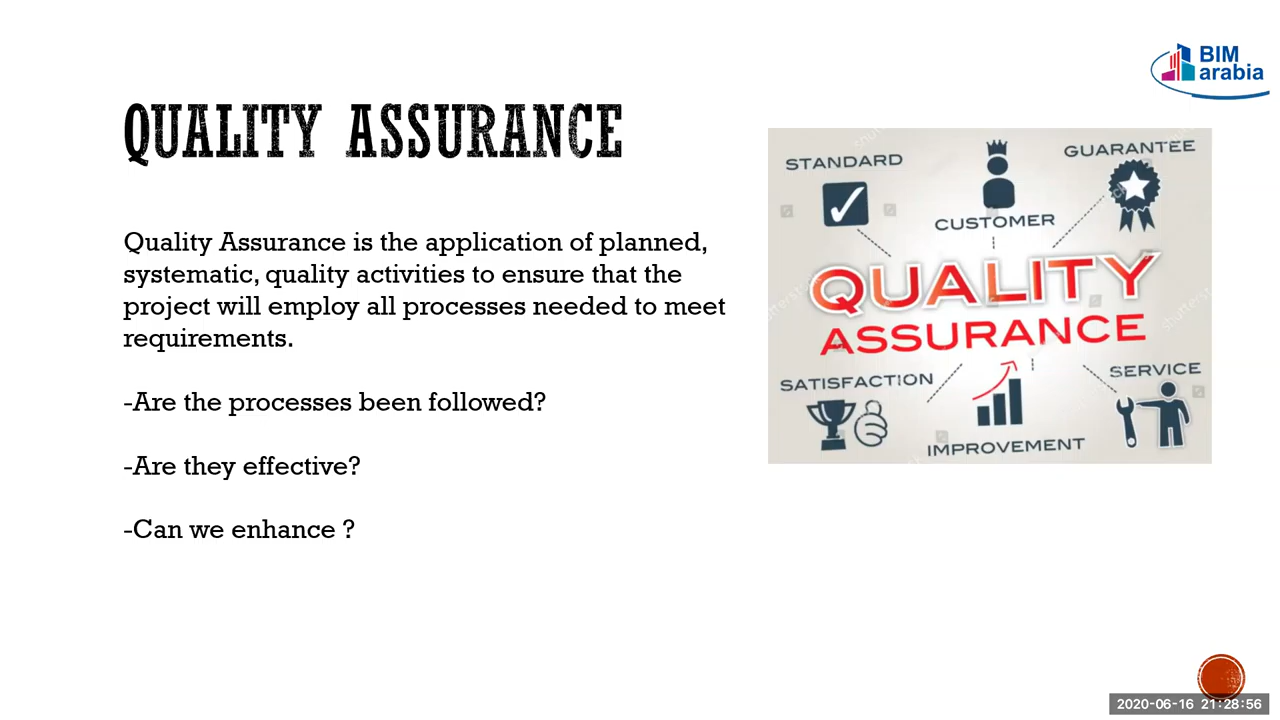 BIM
arabia
QUALITY ASSURANCE
Quality Assurance is the application of planned,
systematic, quality activities to ensure that the
project will employ all processes needed to meet
requirements.
-Are the processes been followed?
-Are they effective?
-Can we enhance ?
STANDARD
CUSTOMER
GUARANTEE
QUALITY
ASSURANCE
SATISFACTION
IMPROVEMENT
SERVICE
2020-06-16 21:28:56